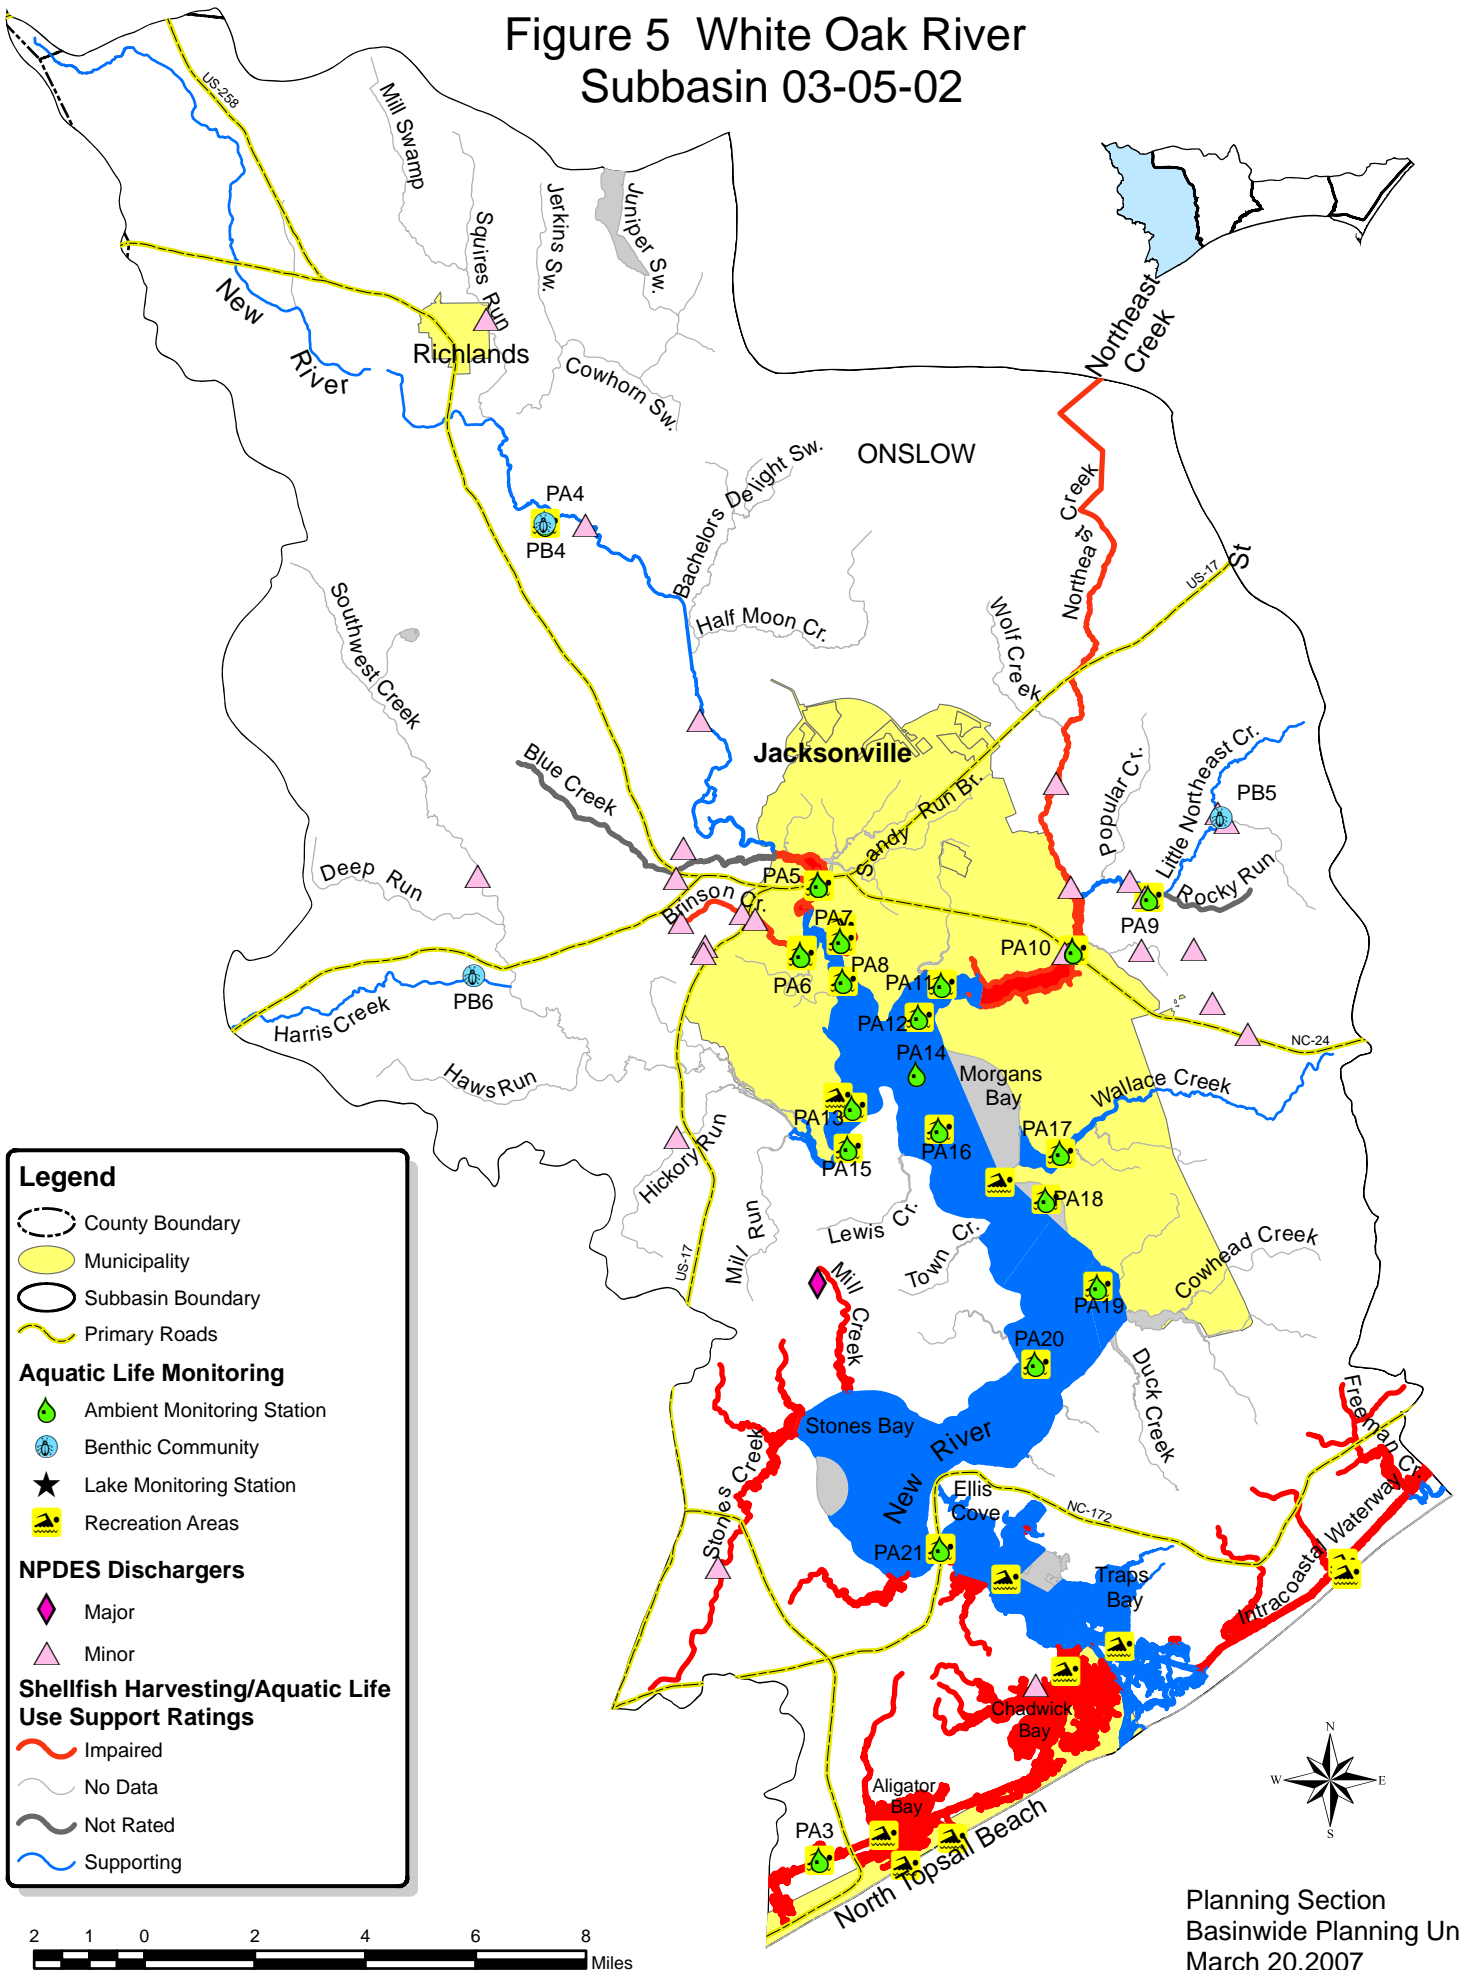 Figure 5 White Oak River
Subbasin 03-05-02
US-258
Mill Swamp
Squires Run
Jerkins Sw.
Juniper Sw.
New
River
Richlands
Cowhorn Sw.
Northeast
Creek
ONSLOW
PA4
PB4
Bachelors Delight Sw.
Half Moon Cr.
Northeast Creek
US-17
St
Wolf Creek
Southwest Creek
Blue Creek
Jacksonville
Sandy Run Br.
Popular Cr.
Little Northeast Cr.
PB5
Rocky Run
Deep Run
Brinson Cr.
PA5
PA7
PA6
PA8
PA9
PA10
PA11
PA12
PB6
Harris Creek
Haws Run
NC-24
PA14
Morgans
Bay
Wallace Creek
PA13
PA15
PA16
PA17
PA18
Hickory Run
Mill Run
US-17
Lewis Cr.
Town Cr.
Cowhead Creek
Mill Creek
PA19
PA20
Duck Creek
Freeman Cr.
Stones Bay
New River
Stones Creek
Ellis
Cove
NC-172
PA21
Traps
Bay
Intracoastal Waterway
Chadwick
Bay
Aligator
Bay
PA3
North Topsail Beach
Legend
County Boundary
Municipality
Subbasin Boundary
Primary Roads
Aquatic Life Monitoring
Ambient Monitoring Station
Benthic Community
Lake Monitoring Station
Recreation Areas
NPDES Dischargers
Major
Minor
Shellfish Harvesting/Aquatic Life
Use Support Ratings
Impaired
No Data
Not Rated
Supporting
2 1 0 2 4 6 8
Miles
N
W E
S
Planning Section
Basinwide Planning Un
March 20,2007